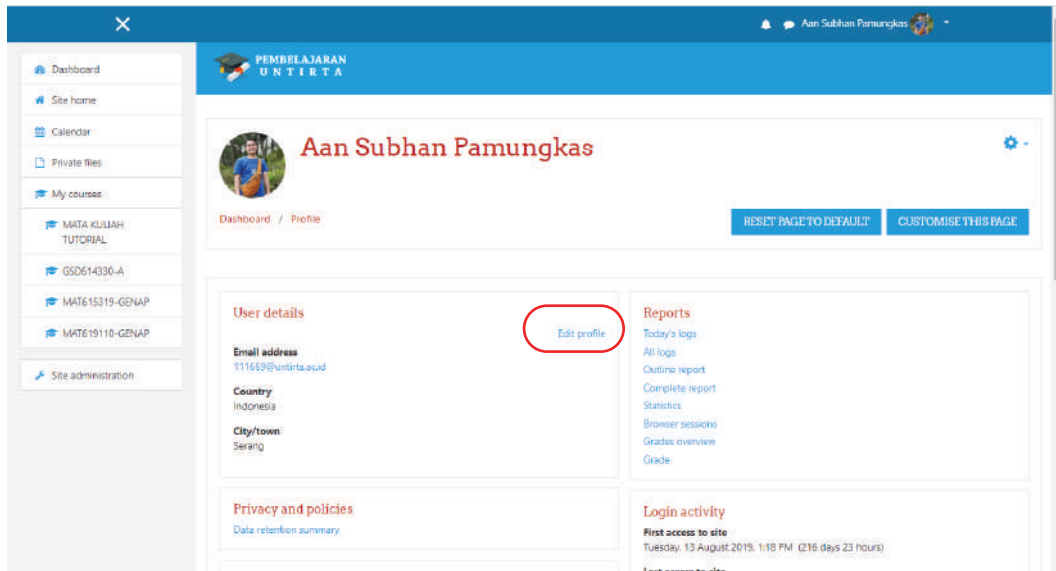 Aan Subhan Pamungkas
PEMBELAJARAN
UNTIRTA
Dashboard
Site home
Calendar
Private files
My courses
MATA KULIAH
TUTORIAL
GSD614330-A
MAT615319-GENAP
MAT619110-GENAP
Site administration
Aan Subhan Pamungkas
Dashboard / Profile
RESET PAGE TO DEFAULT
CUSTOMISE THIS PAGE
User details
Edit profile
Email address
111669@untirta.ac.id
Country
Indonesia
City/town
Serang
Privacy and policies
Data retention summary
Reports
Today's logs
All logs
Outline report
Complete report
Statistics
Browser sessions
Grades overview
Grade
Login activity
First access to site
Tuesday, 13 August 2019, 1:18 PM (216 days 23 hours)